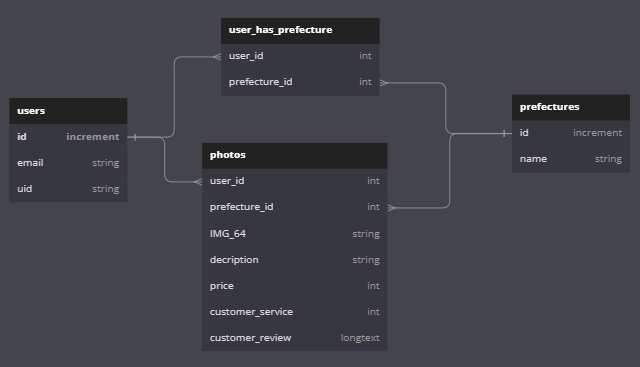 user_has_prefecture
user_id int
prefecture_id int
users
id increment
email string
uid string
prefectures
id increment
name string
photos
user_id int
prefecture_id int
IMG_64 string
decription string
price int
customer_service int
customer_review longtext